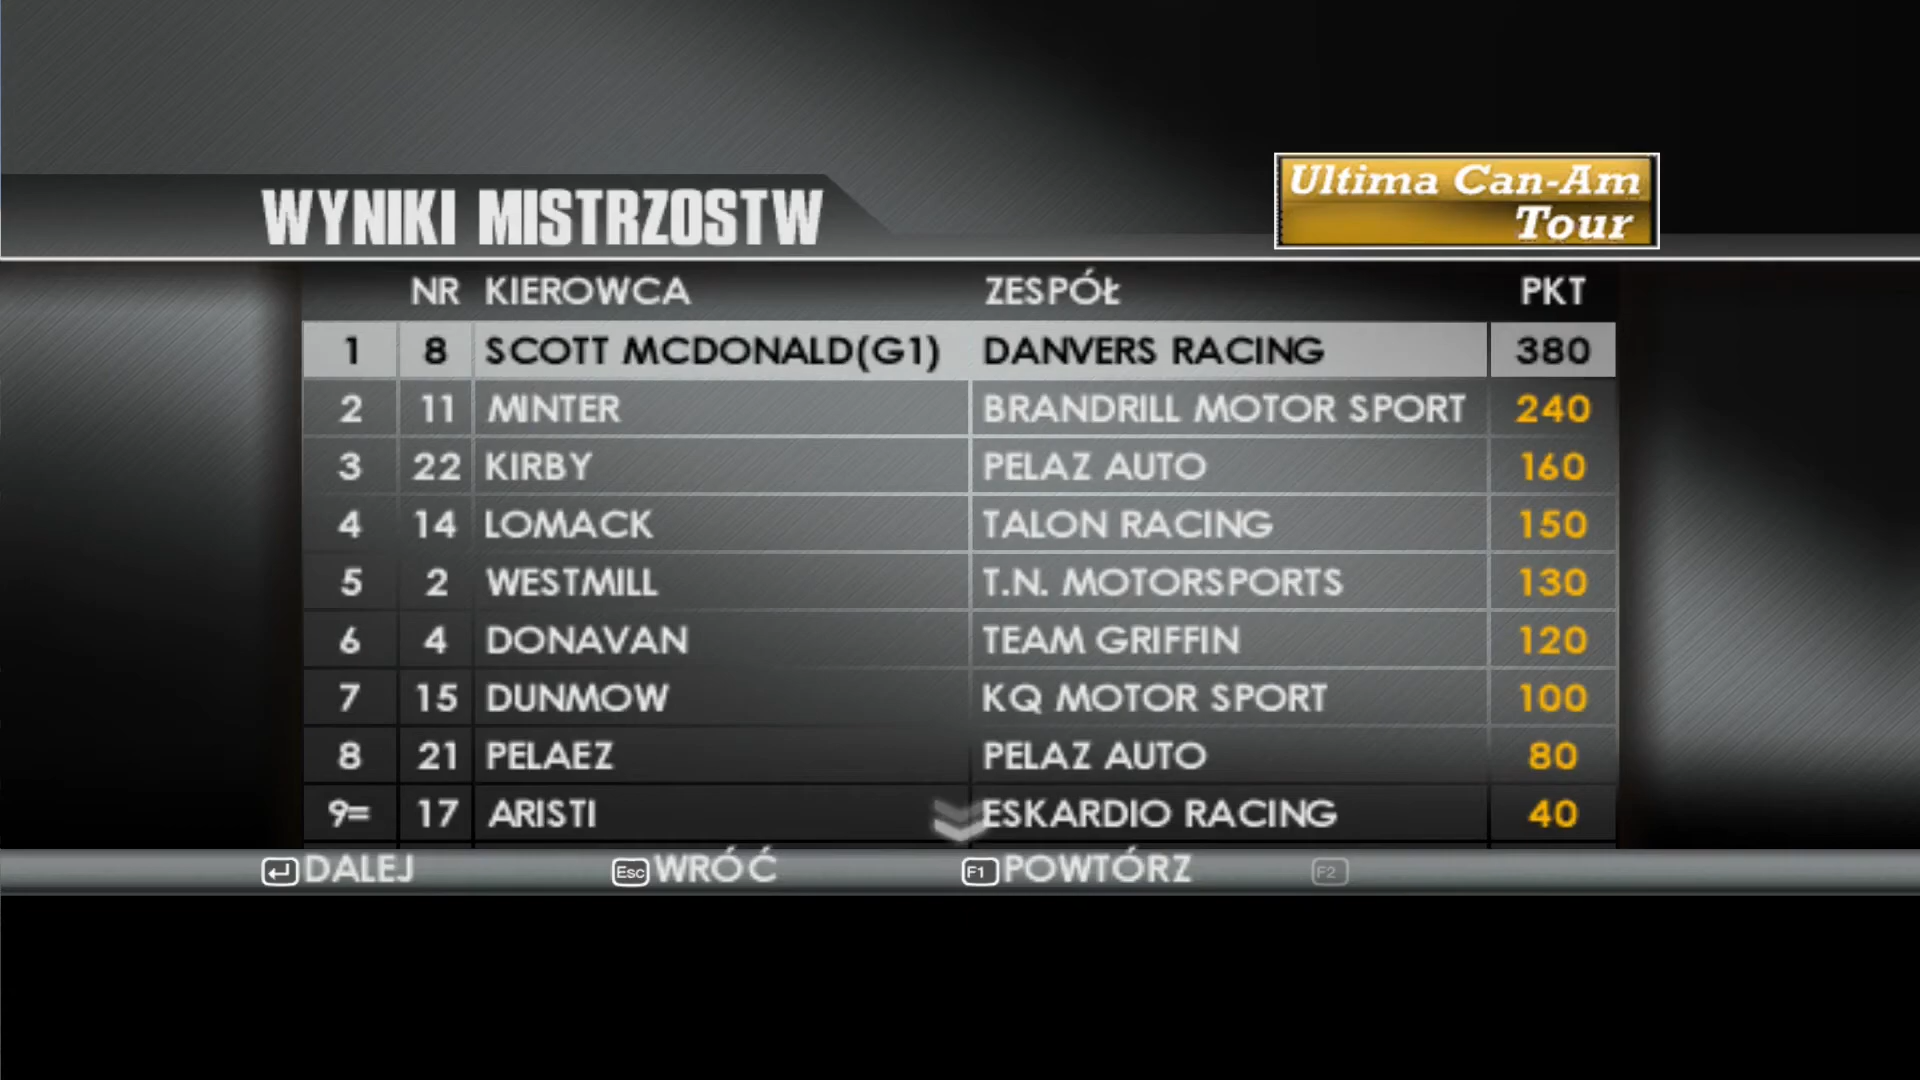 WYNIKI MISTRZOSTW
Ultima Can-Am
Tour
NR KIEROWCA ZESPÓŁ PKT
1 8 SCOTT MCDONALD(G1) DANVERS RACING 380
2 11 MINTER BRANDRILL MOTOR SPORT 240
3 22 KIRBY PELAZ AUTO 160
4 14 LOMACK TALON RACING 150
5 2 WESTMILL T.N. MOTORSPORTS 130
6 4 DONAVAN TEAM GRIFFIN 120
7 15 DUNMOW KQ MOTOR SPORT 100
8 21 PELAEZ PELAZ AUTO 80
9= 17 ARISTI ESKARDIO RACING 40
DALEJ Esc WRÓĆ F1 POWTÓRZ F2